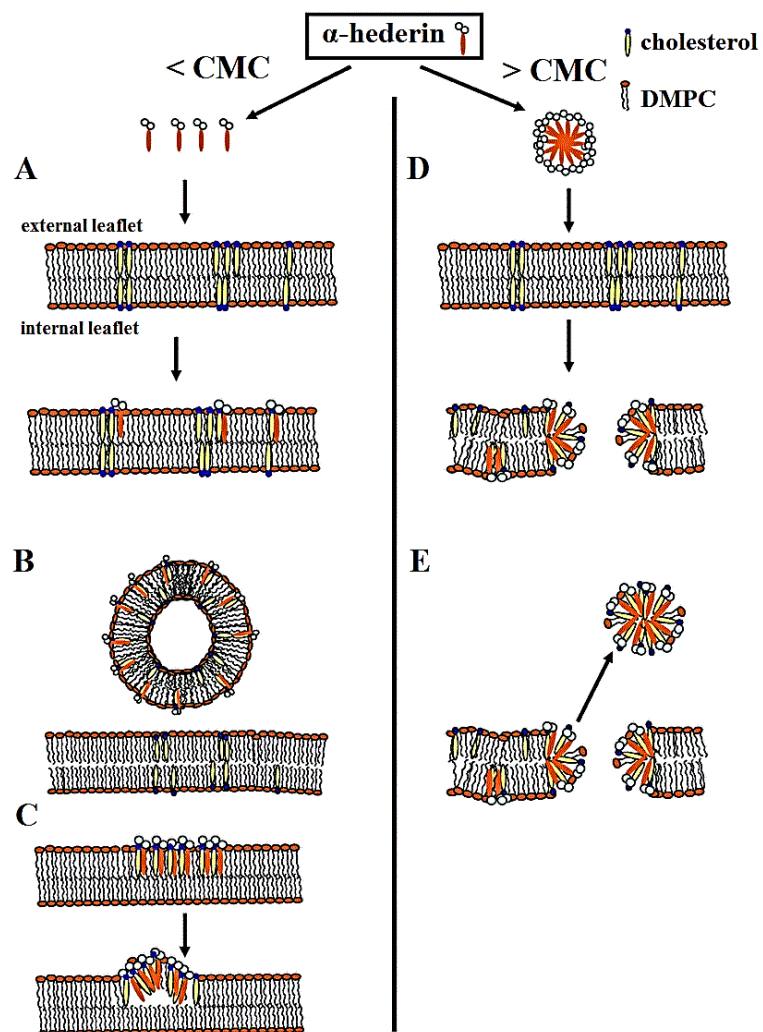 α-hederin
< CMC
> CMC
cholesterol
DMPC
A
D
external leaflet
internal leaflet
B
E
C